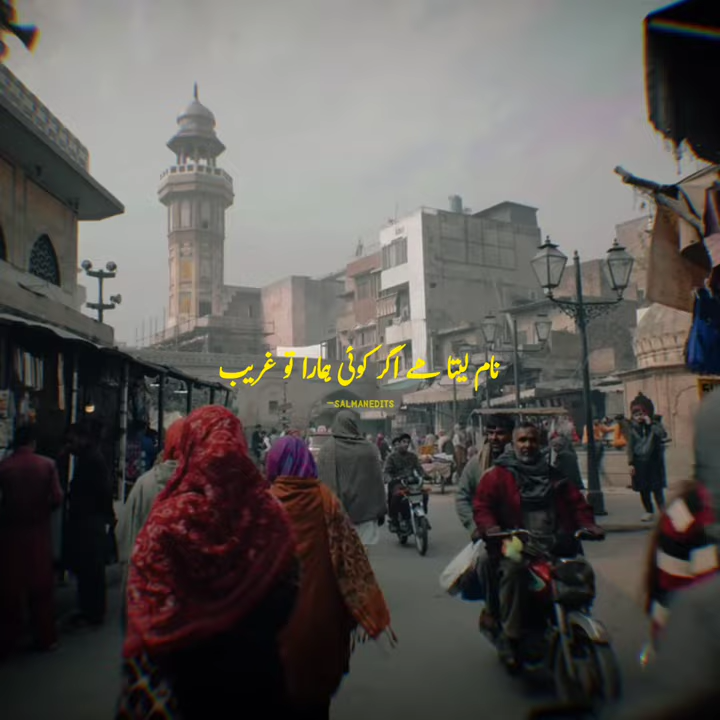 نام لیتا ہے اگر کوئی ہمارا تو غریب
—SALMANEDITS